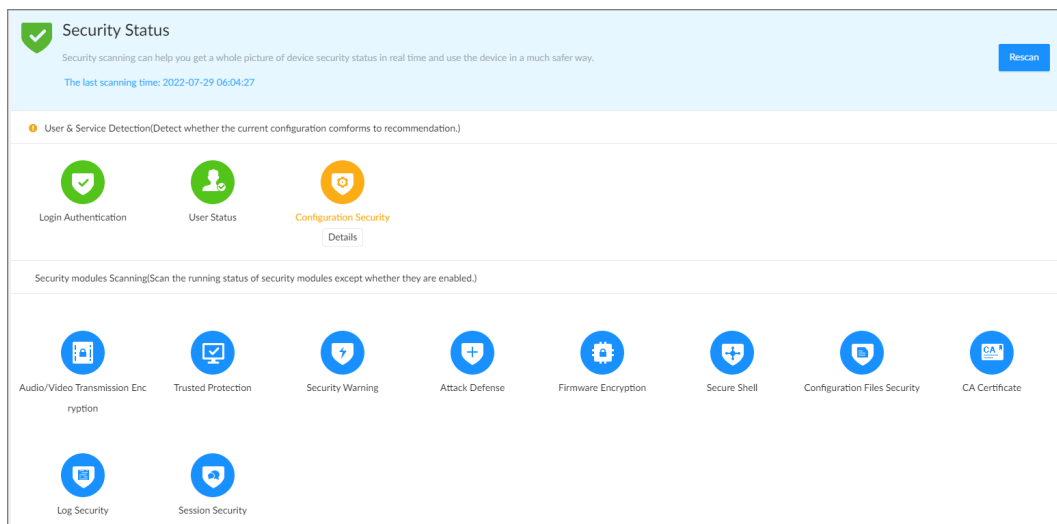 Security Status
Security scanning can help you get a whole picture of device security status in real time and use the device in a much safer way.
Rescan
The last scanning time: 2022-07-29 06:04:27
User & Service Detection(Detect whether the current configuration comforms to recommendation.)
Login Authentication
User Status
Configuration Security
Details
Security modules Scanning(Scan the running status of security modules except whether they are enabled.)
CA
Audio/Video Transmission Enc
ryption
Trusted Protection
Security Warning
Attack Defense
Firmware Encryption
Secure Shell
Configuration Files Security
CA Certificate
Log Security
Session Security